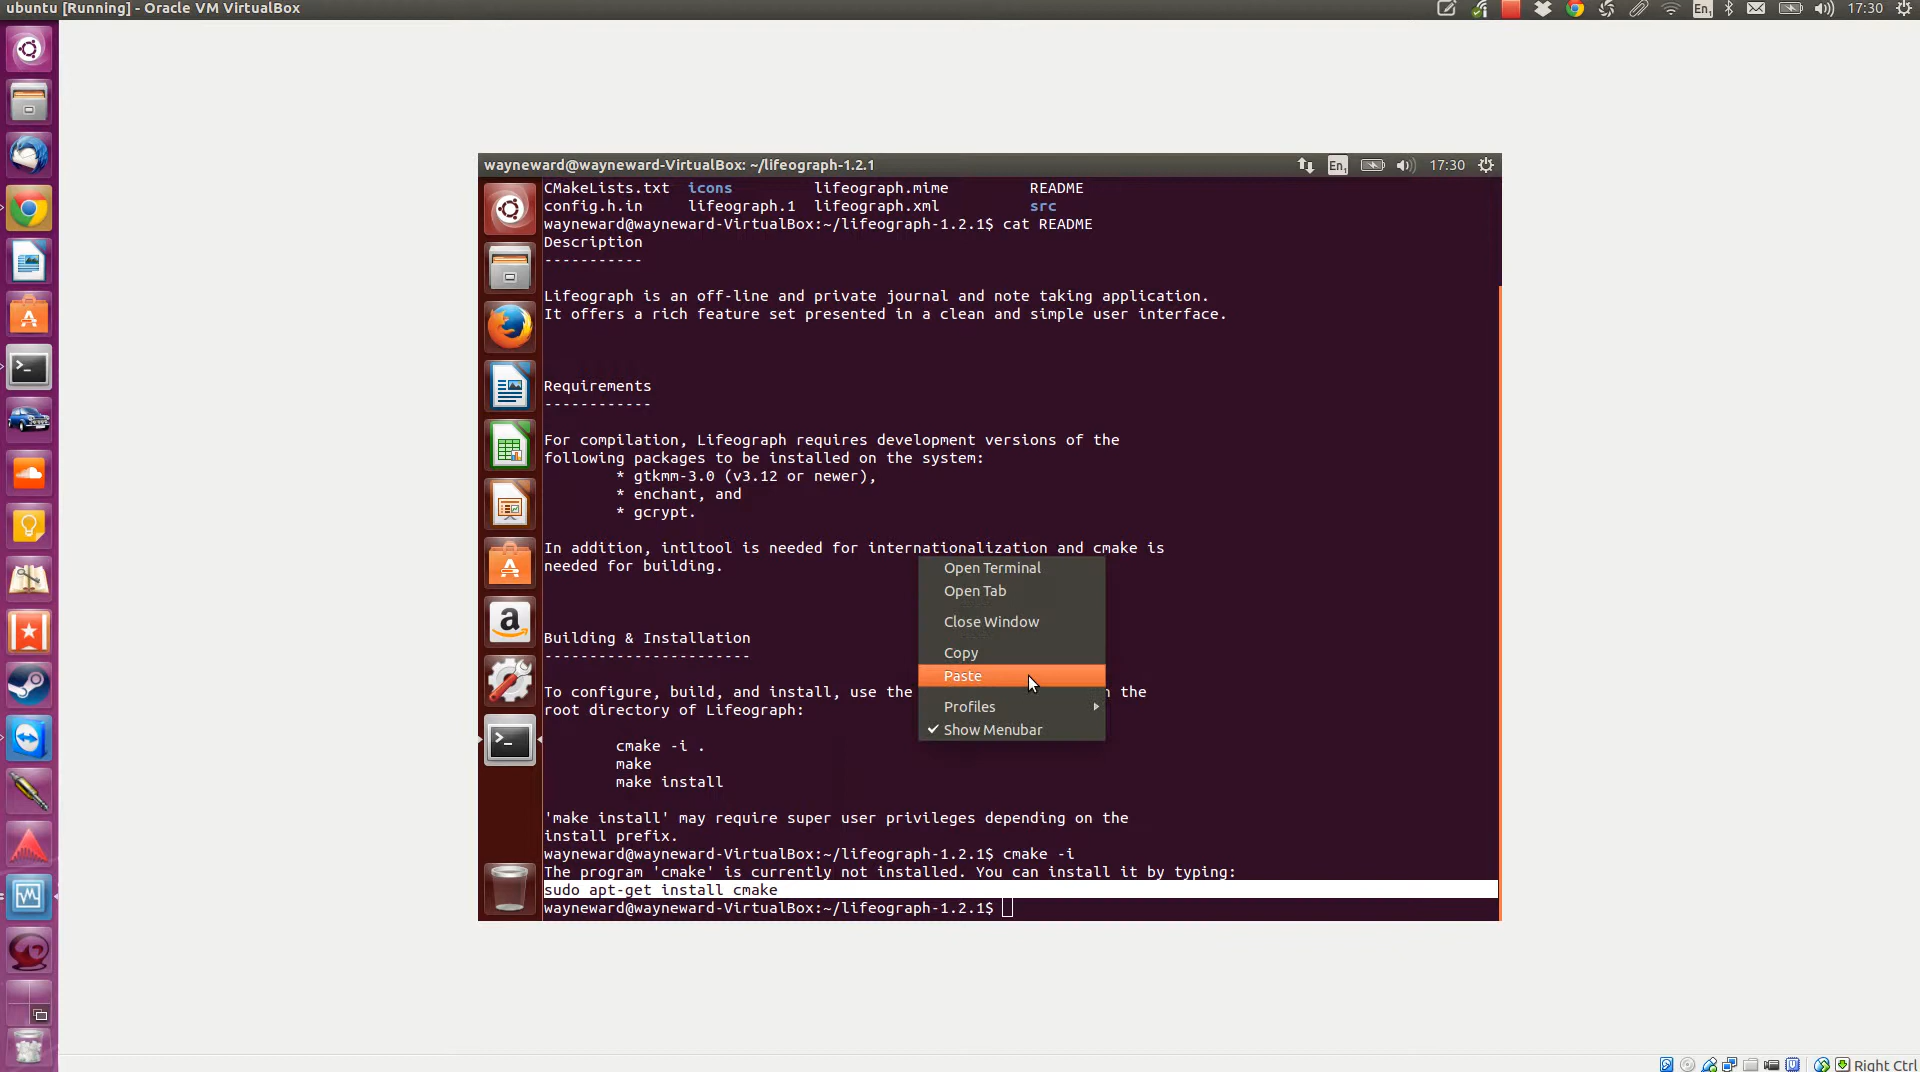 ubuntu [Running] - Oracle VM VirtualBox
En1
17:30
wayneward@wayneward-VirtualBox: ~/lifeograph-1.2.1
En1
17:30
CMakeLists.txt  icons         lifeograph.mime         README
config.h.in     lifeograph.1  lifeograph.xml          src
wayneward@wayneward-VirtualBox:~/lifeograph-1.2.1$ cat README
Description
-----------
Lifeograph is an off-line and private journal and note taking application.
It offers a rich feature set presented in a clean and simple user interface.
Requirements
------------
For compilation, Lifeograph requires development versions of the
following packages to be installed on the system:
* gtkmm-3.0 (v3.12 or newer),
* enchant, and
* gcrypt.
In addition, intltool is needed for internationalization and cmake is
needed for building.
Open Terminal
Open Tab
Close Window
Copy
Paste
Profiles
Show Menubar
Building & Installation
-----------------------
To configure, build, and install, use the the
root directory of Lifeograph:
cmake -i .
make
make install
'make install' may require super user privileges depending on the
install prefix.
wayneward@wayneward-VirtualBox:~/lifeograph-1.2.1$ cmake -i
The program 'cmake' is currently not installed. You can install it by typing:
sudo apt-get install cmake
wayneward@wayneward-VirtualBox:~/lifeograph-1.2.1$
Right Ctrl